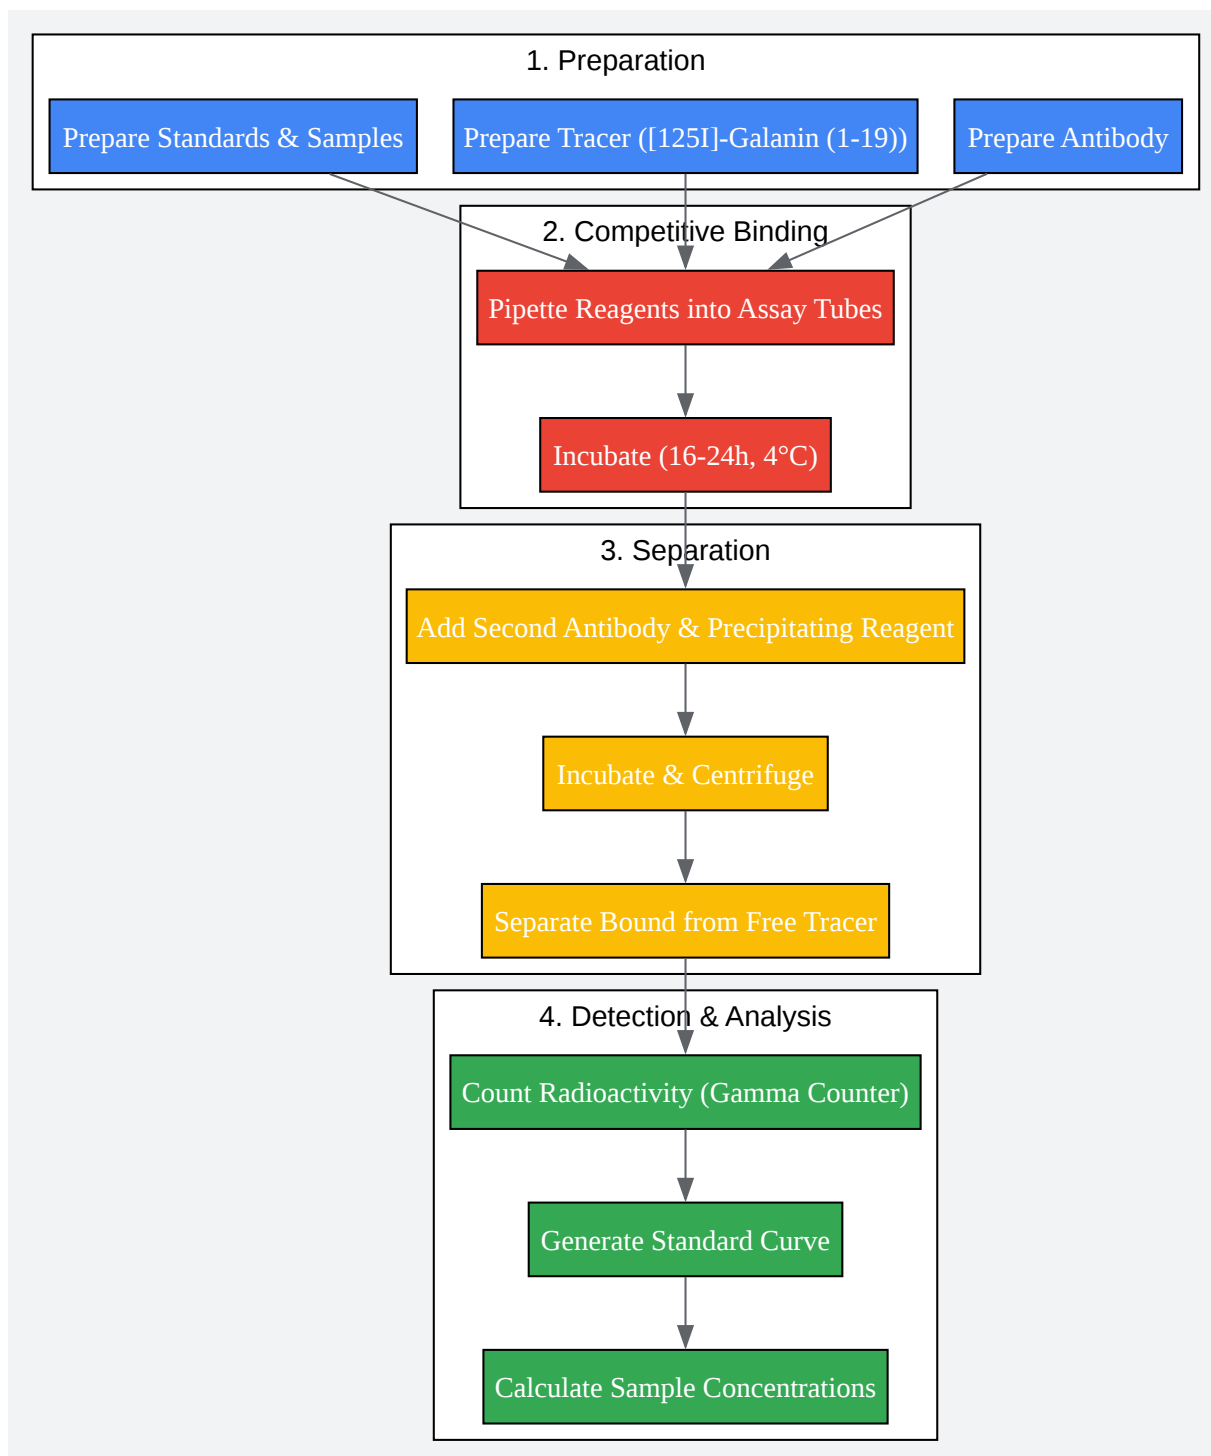 1. Preparation
Prepare Standards & Samples
Prepare Tracer ([125I]-Galanin (1-19))
Prepare Antibody
2. Competitive Binding
Pipette Reagents into Assay Tubes
Incubate (16-24h, 4°C)
3. Separation
Add Second Antibody & Precipitating Reagent
Incubate & Centrifuge
Separate Bound from Free Tracer
4. Detection & Analysis
Count Radioactivity (Gamma Counter)
Generate Standard Curve
Calculate Sample Concentrations